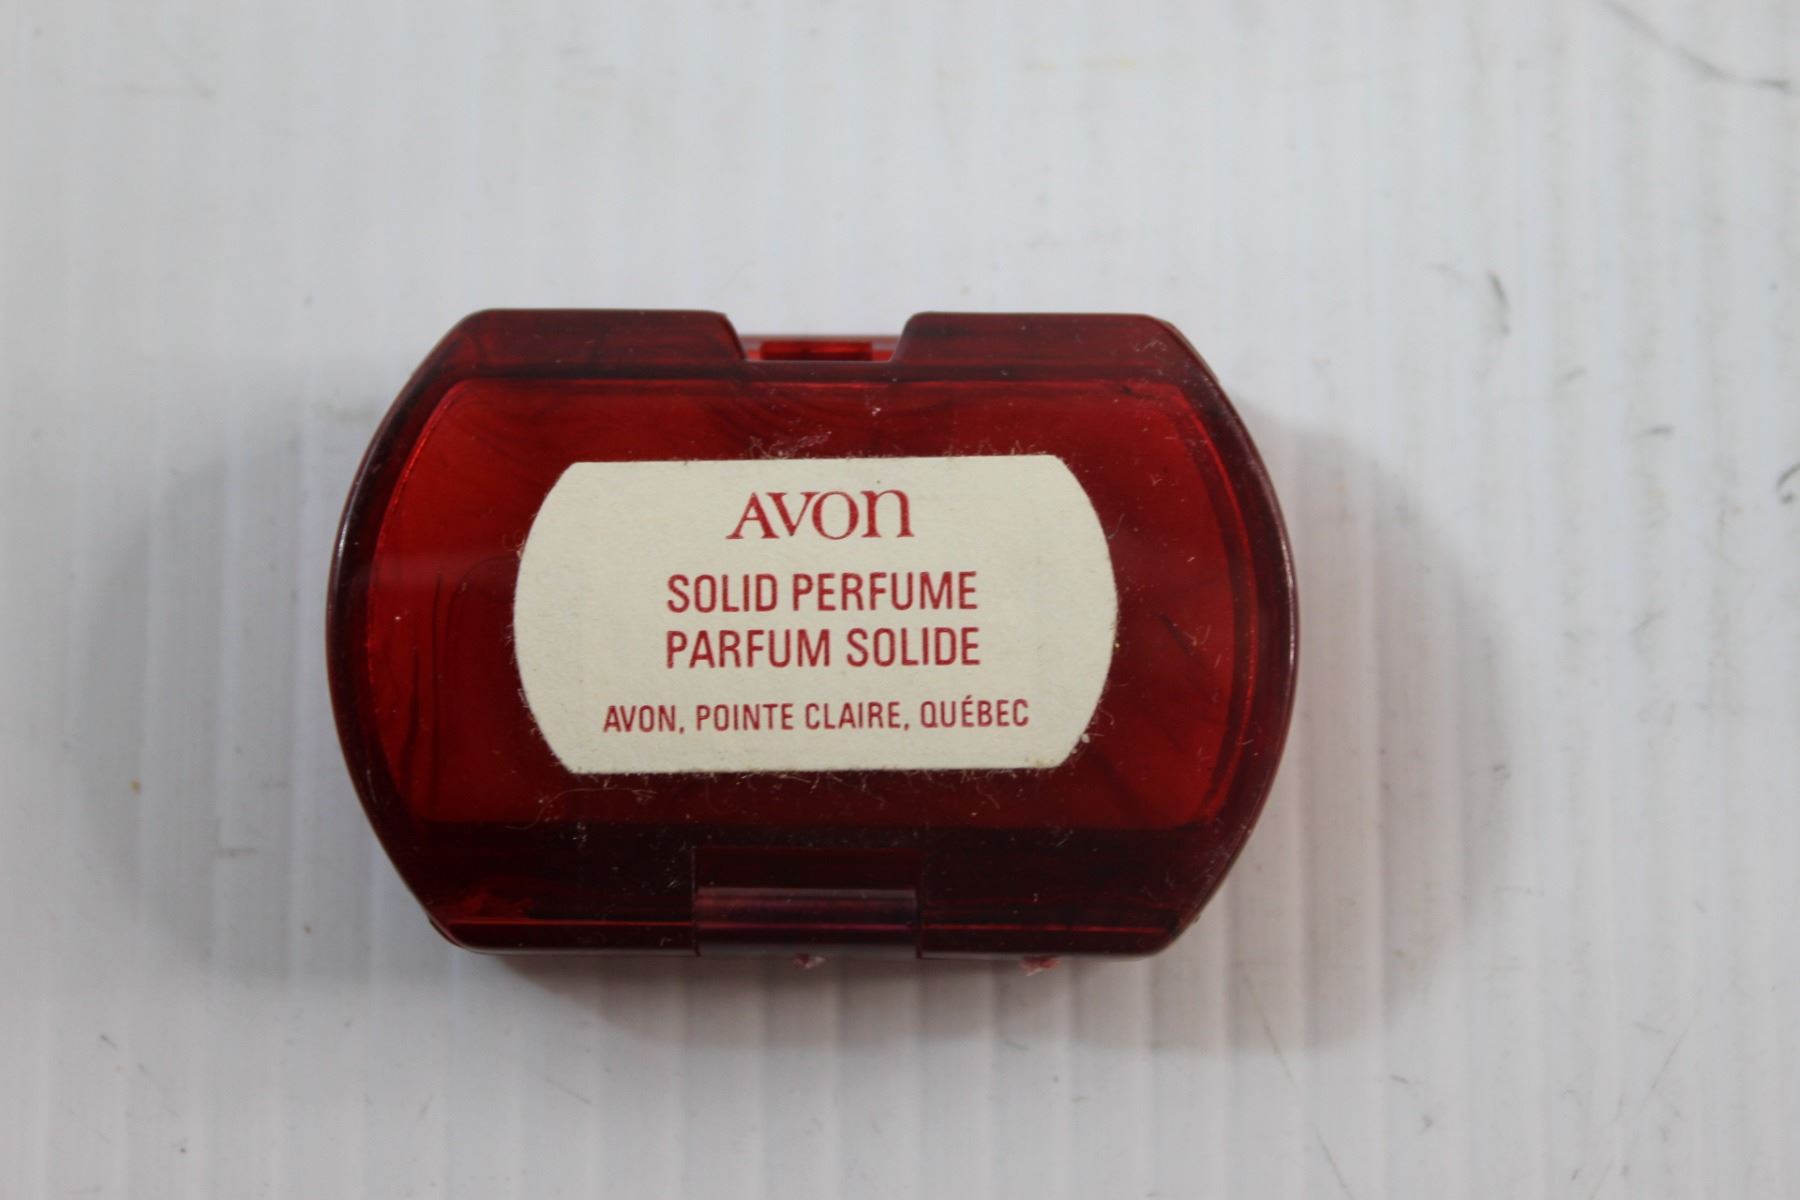 AVON
SOLID PERFUME
PARFUM SOLIDE
AVON, POINTE CLAIRE, QUÉBEC